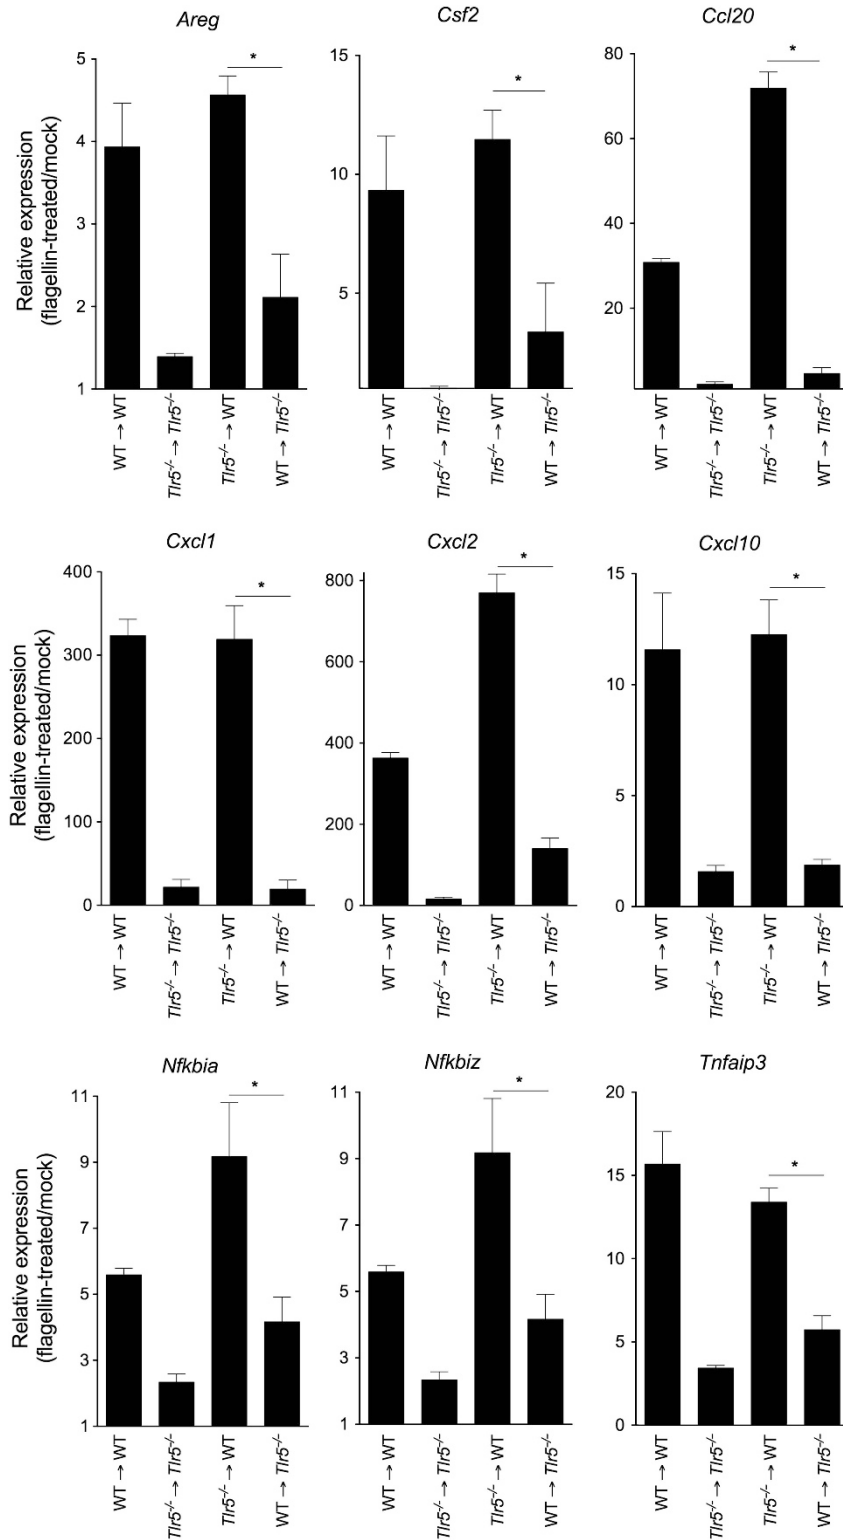 Areg
Csf2
Ccl20
Relative expression
(flagellin-treated/mock)
5
4
3
2
1
*
WT → WT
Tlr5-/- → Tlr5-/-
Tlr5-/- → WT
WT → Tlr5-/-
15
10
5
*
WT → WT
Tlr5-/- → Tlr5-/-
Tlr5-/- → WT
WT → Tlr5-/-
80
60
40
20
*
WT → WT
Tlr5-/- → Tlr5-/-
Tlr5-/- → WT
WT → Tlr5-/-
Cxcl1
Cxcl2
Cxcl10
Relative expression
(flagellin-treated/mock)
400
300
200
100
0
*
WT → WT
Tlr5-/- → Tlr5-/-
Tlr5-/- → WT
WT → Tlr5-/-
800
600
400
200
0
*
WT → WT
Tlr5-/- → Tlr5-/-
Tlr5-/- → WT
WT → Tlr5-/-
15
10
5
0
*
WT → WT
Tlr5-/- → Tlr5-/-
Tlr5-/- → WT
WT → Tlr5-/-
Nfkbia
Nfkbiz
Tnfaip3
Relative expression
(flagellin-treated/mock)
11
9
7
5
3
1
*
WT → WT
Tlr5-/- → Tlr5-/-
Tlr5-/- → WT
WT → Tlr5-/-
11
9
7
5
3
1
*
WT → WT
Tlr5-/- → Tlr5-/-
Tlr5-/- → WT
WT → Tlr5-/-
20
15
10
5
0
*
WT → WT
Tlr5-/- → Tlr5-/-
Tlr5-/- → WT
WT → Tlr5-/-